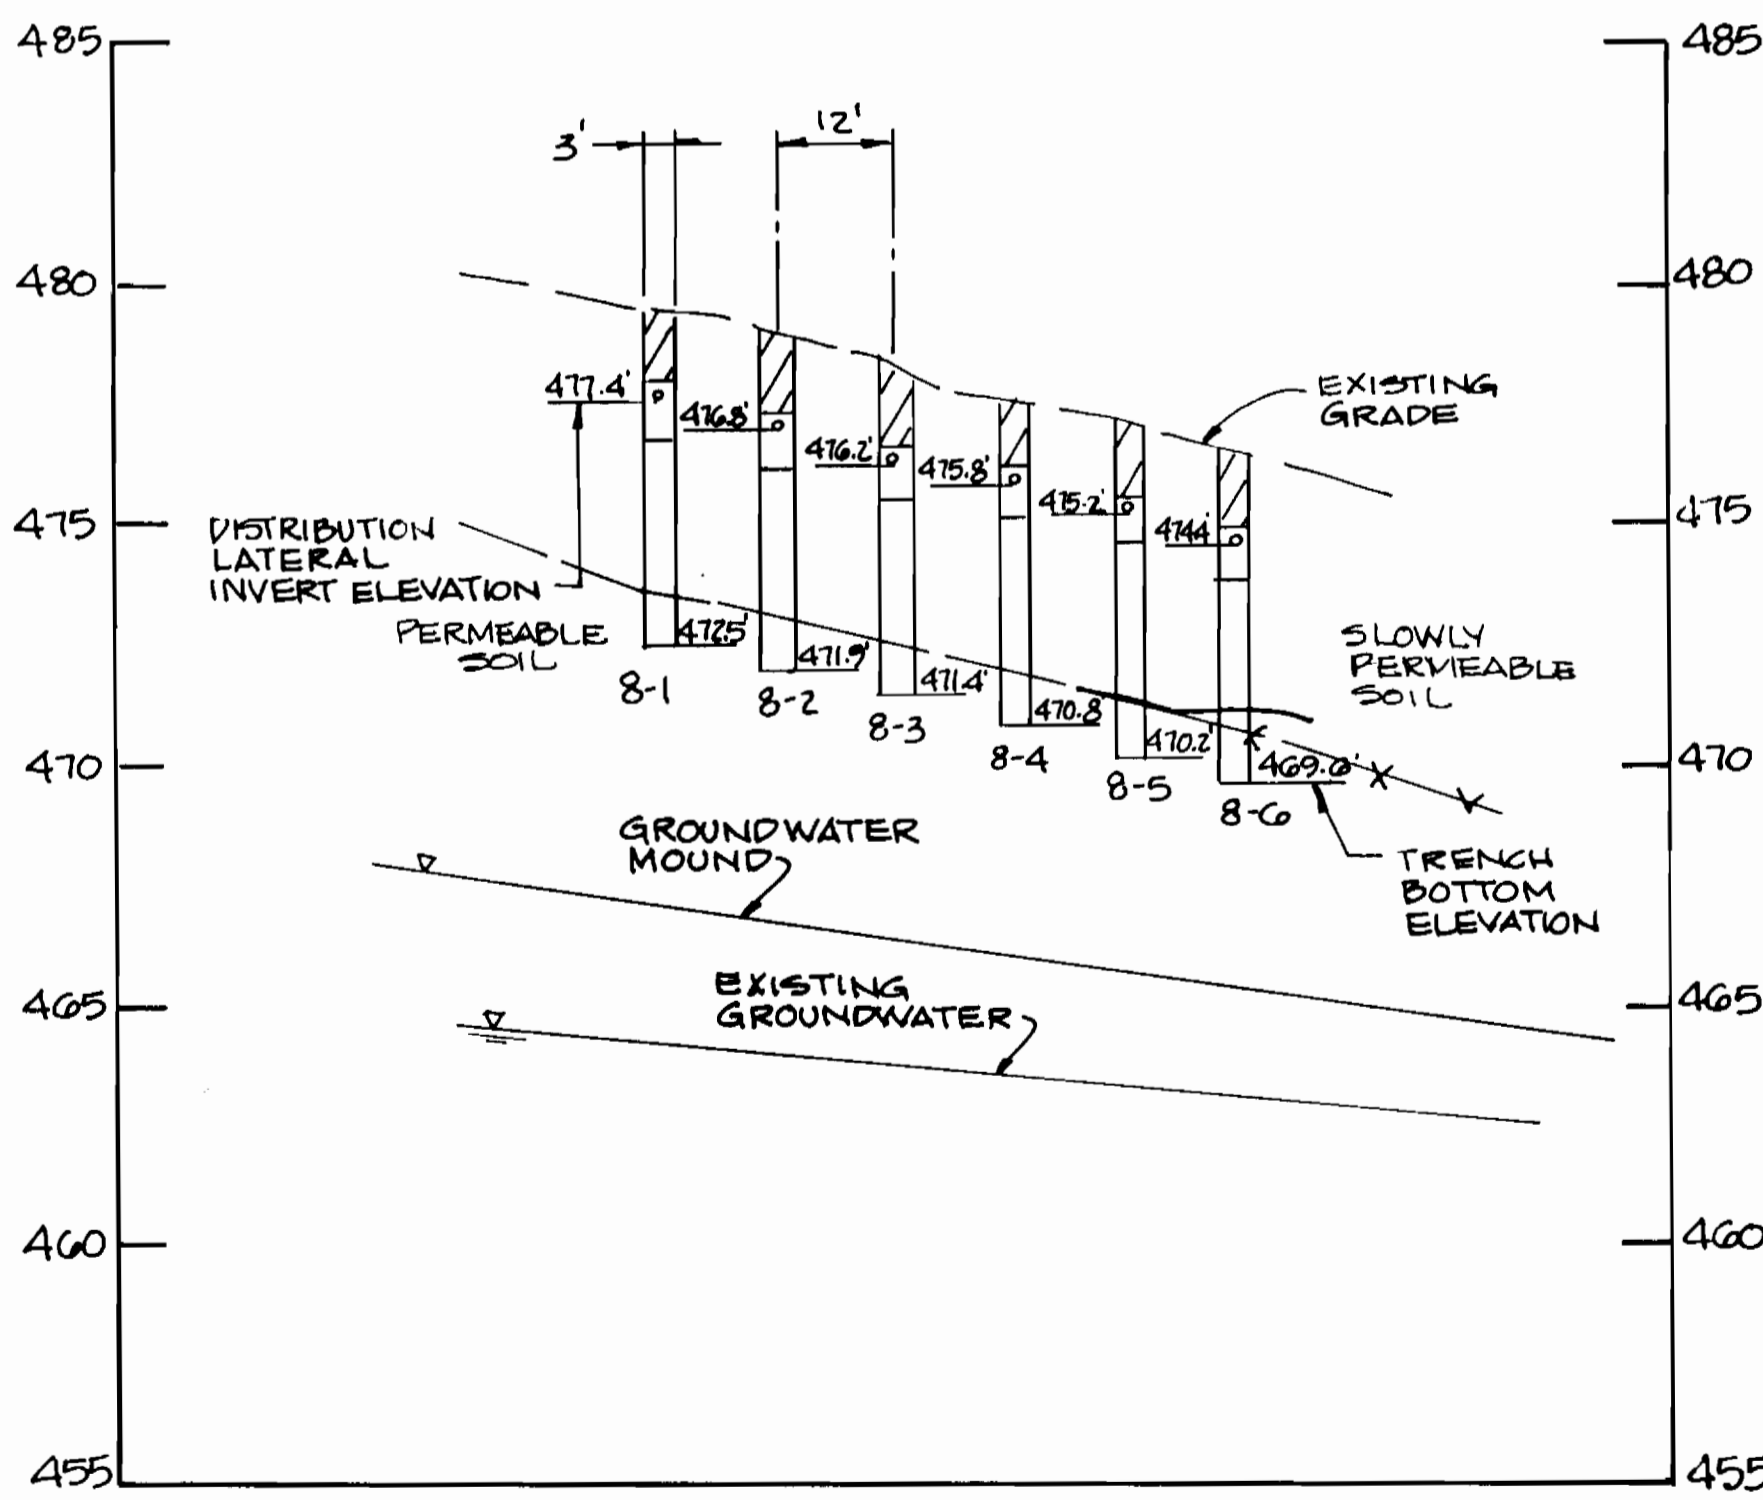 485
485
3'
12'
480
480
477.4'
476.8'
476.2'
475.8'
475.2'
474.4'
EXISTING
GRADE
475
475
DISTRIBUTION
LATERAL
INVERT ELEVATION
PERMEABLE
SOIL
SLOWLY
PERMEABLE
SOIL
472.5'
471.9'
471.4'
470.8'
470.2'
469.6'
8-1
8-2
8-3
8-4
8-5
8-6
470
470
GROUNDWATER
MOUND
TRENCH
BOTTOM
ELEVATION
EXISTING
GROUNDWATER
465
465
460
460
455
455